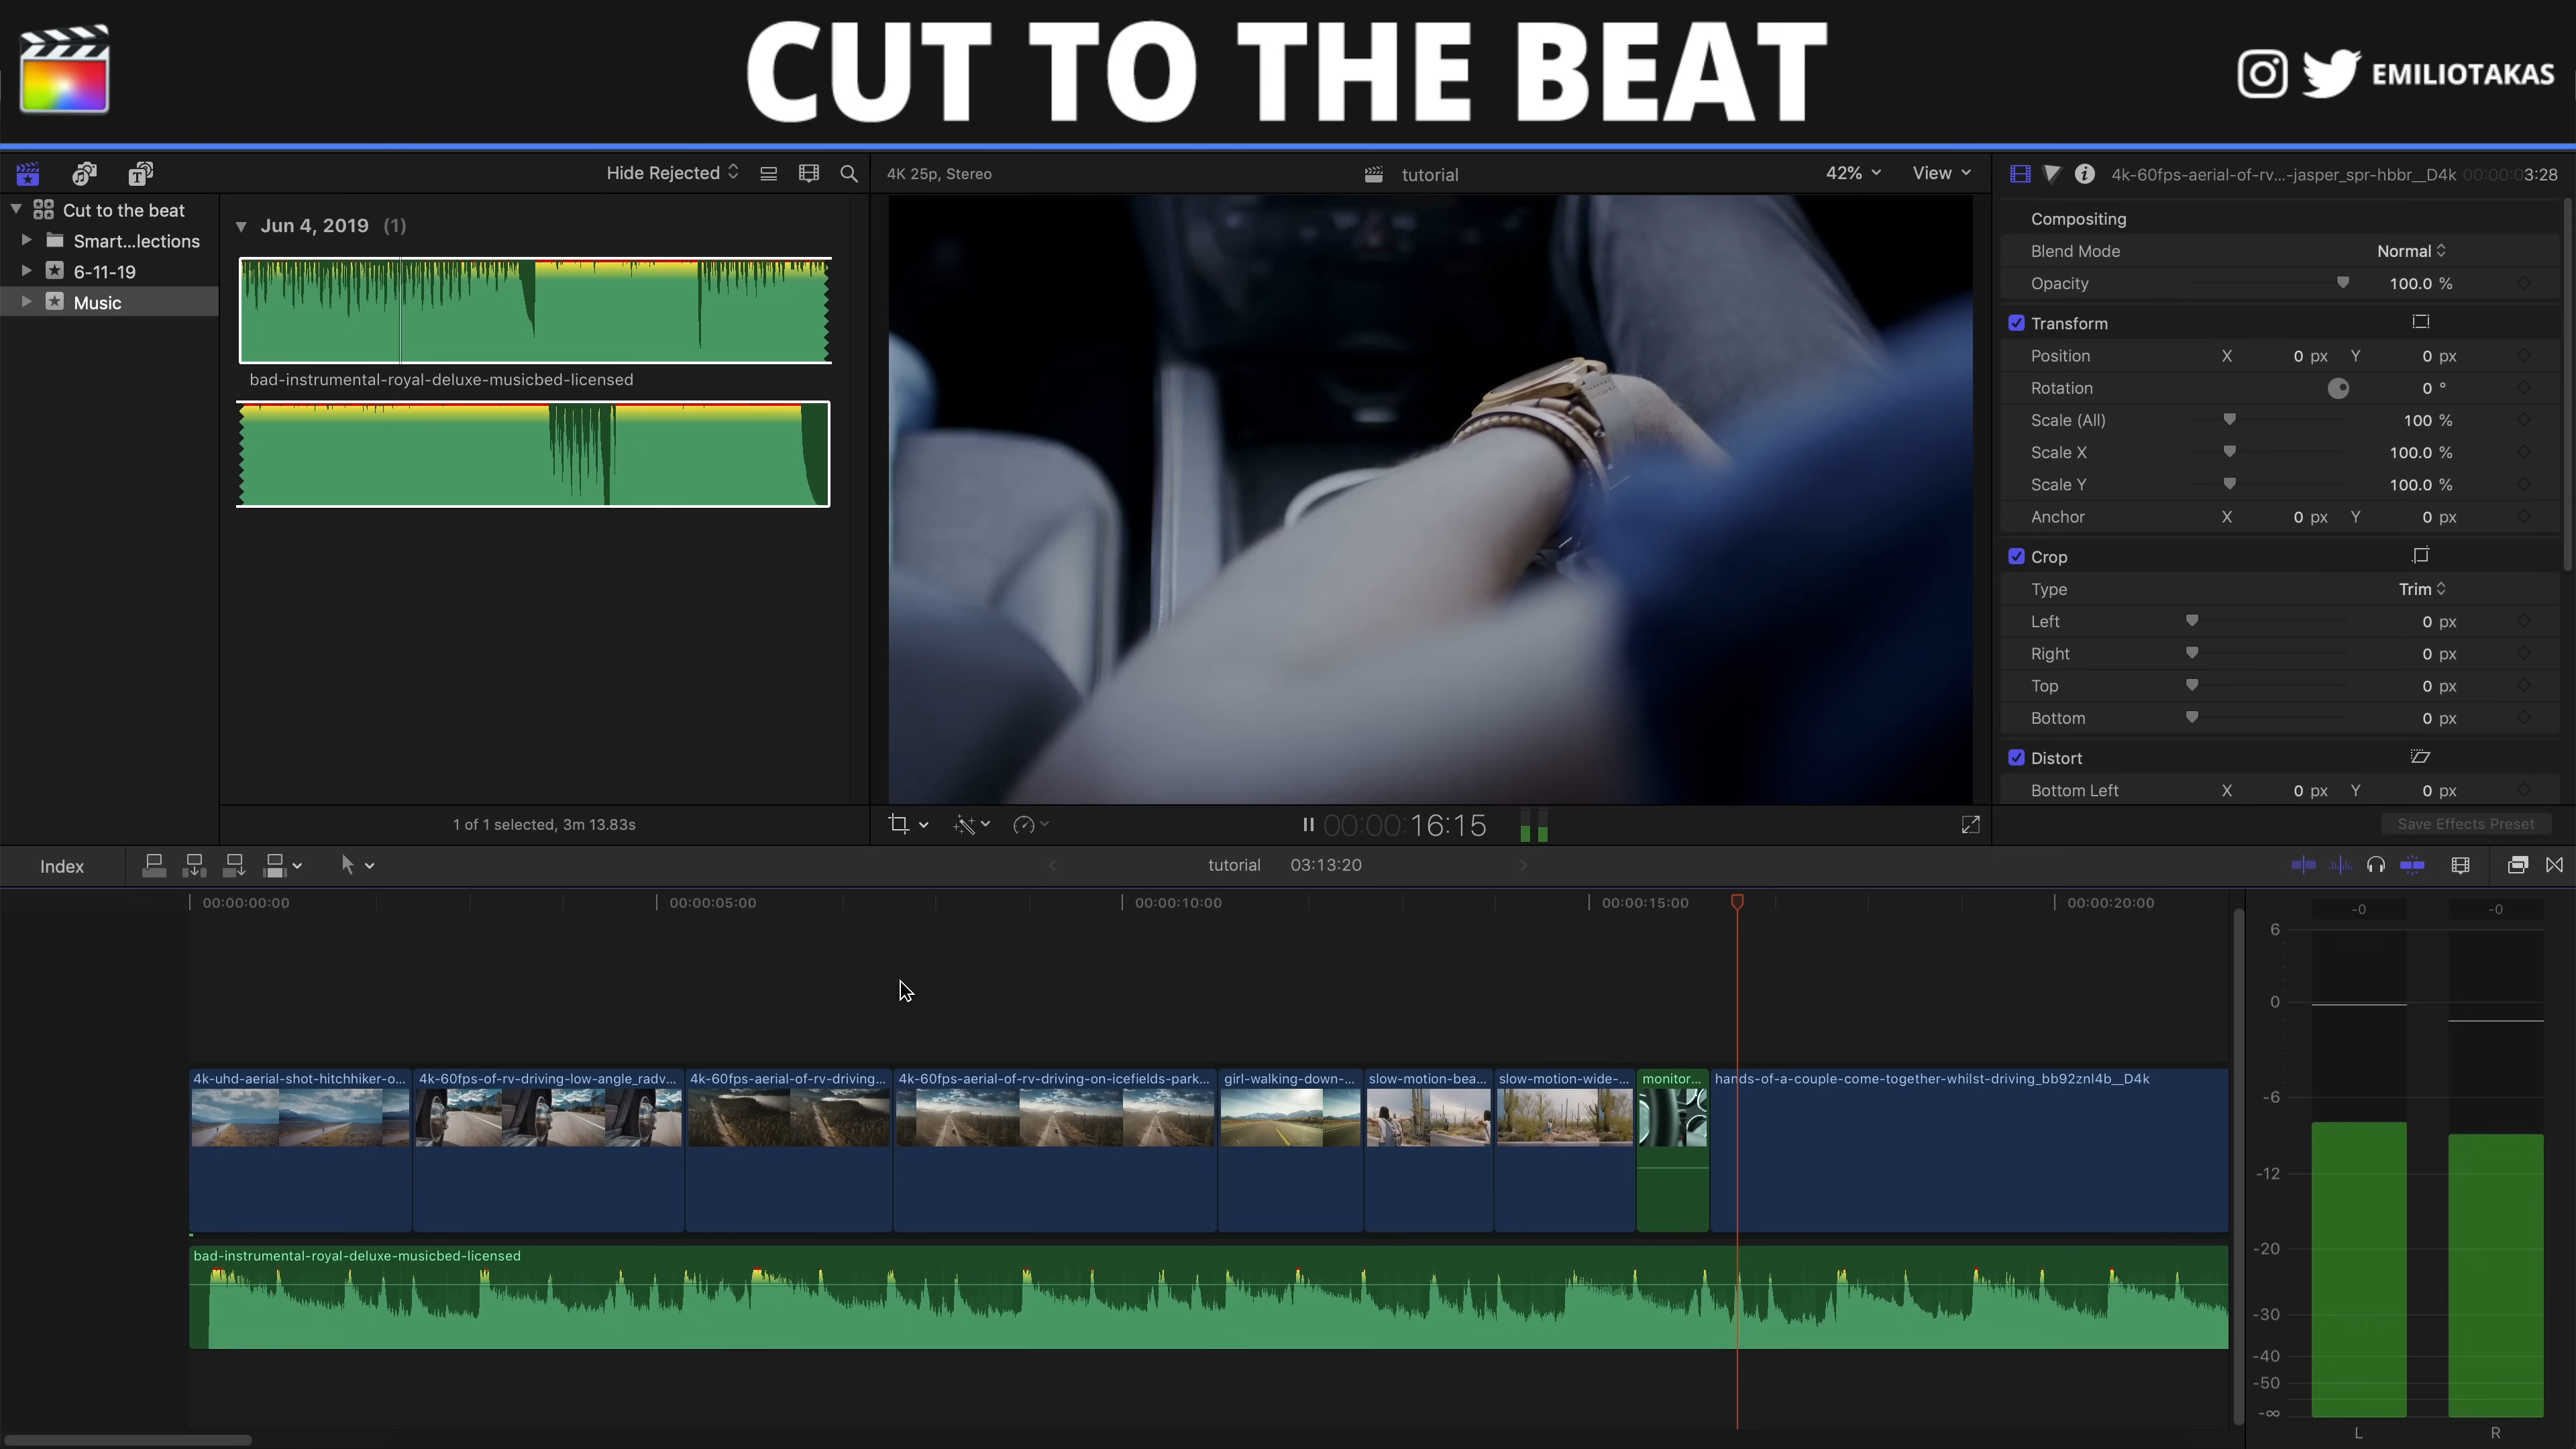 CUT TO THE BEAT
EMILIOTAKAS
Hide Rejected
4K 25p, Stereo
tutorial
42%
View
4k-60fps-aerial-of-rv...-jasper_spr-hbbr__D4k
00:00:03:28
Cut to the beat
Smart...lections
6-11-19
Music
Jun 4, 2019 (1)
bad-instrumental-royal-deluxe-musicbed-licensed
1 of 1 selected, 3m 13.83s
Compositing
Blend Mode Normal
Opacity 100.0 %
Transform
Position X 0 px Y 0 px
Rotation 0 °
Scale (All) 100 %
Scale X 100.0 %
Scale Y 100.0 %
Anchor X 0 px Y 0 px
Crop
Type Trim
Left 0 px
Right 0 px
Top 0 px
Bottom 0 px
Distort
Bottom Left X 0 px Y 0 px
Save Effects Preset
00:00:16:15
Index
tutorial 03:13:20
00:00:00:00 00:00:05:00 00:00:10:00 00:00:15:00 00:00:20:00
4k-uhd-aerial-shot-hitchhiker-o...
4k-60fps-of-rv-driving-low-angle_radv...
4k-60fps-aerial-of-rv-driving...
4k-60fps-aerial-of-rv-driving-on-icefields-park...
girl-walking-down-...
slow-motion-bea...
slow-motion-wide-...
monitor...
hands-of-a-couple-come-together-whilst-driving_bb92znl4b__D4k
bad-instrumental-royal-deluxe-musicbed-licensed
-0 -0
6
0
-6
-12
-20
-30
-40
-50
-∞
L R